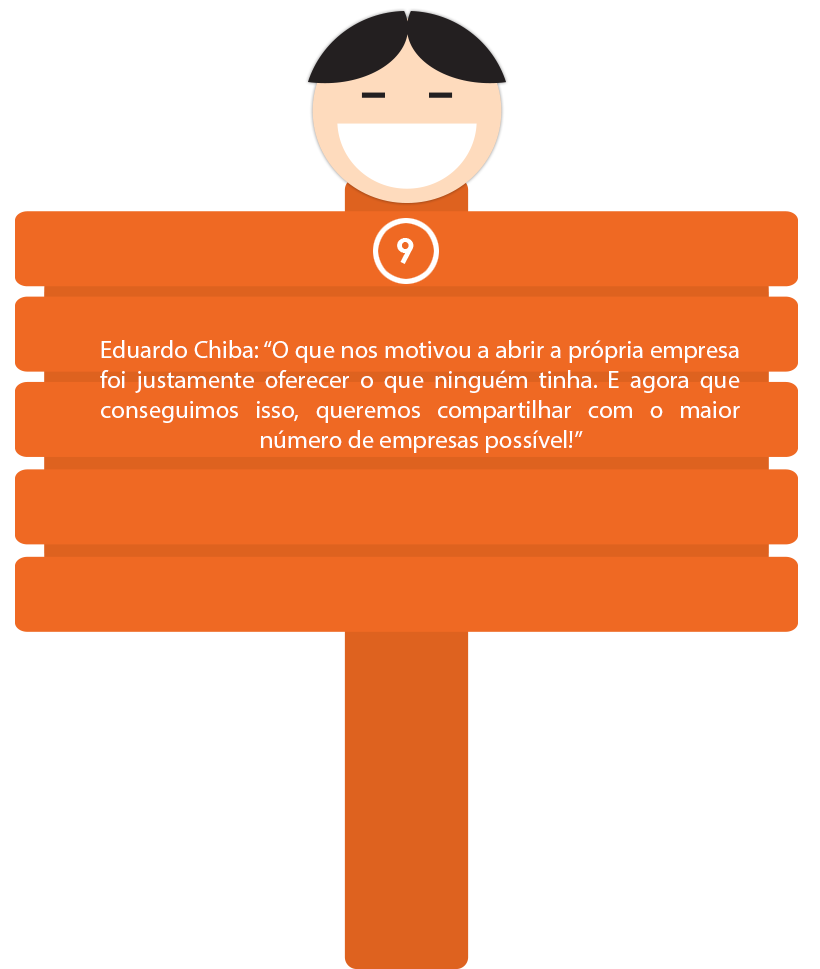 9
Eduardo Chiba: “O que nos motivou a abrir a própria empresa
foi justamente oferecer o que ninguém tinha. E agora que
conseguimos isso, queremos compartilhar com o maior
número de empresas possível!”